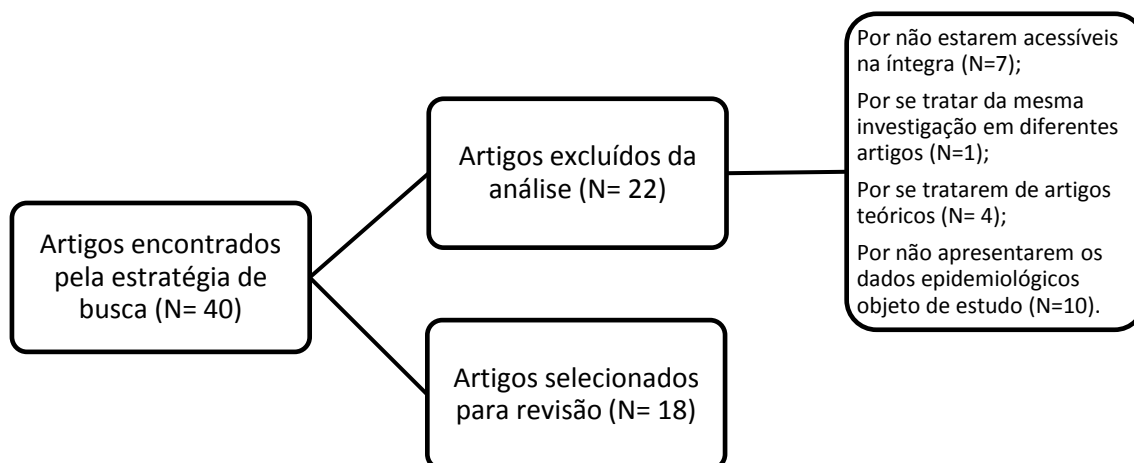 Artigos encontrados
pela estratégia de
busca (N= 40)
Artigos excluídos da
análise (N= 22)
Por não estarem acessíveis
na íntegra (N=7);
Por se tratar da mesma
investigação em diferentes
artigos (N=1);
Por se tratarem de artigos
teóricos (N= 4);
Por não apresentarem os
dados epidemiológicos
objeto de estudo (N=10).
Artigos selecionados
para revisão (N= 18)